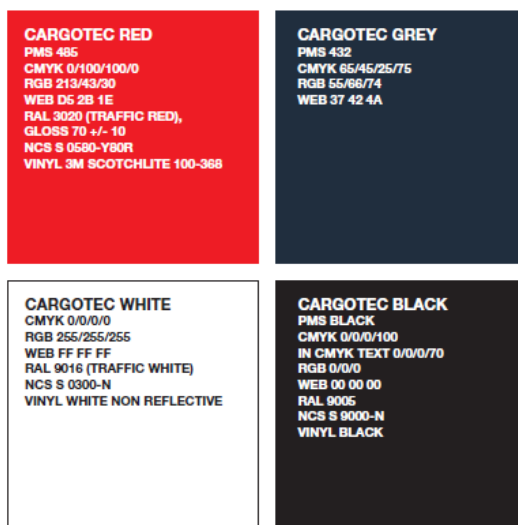 CARGOTEC RED
PMS 485
CMYK 0/100/100/0
RGB 213/43/30
WEB D5 2B 1E
RAL 3020 (TRAFFIC RED),
GLOSS 70 +/- 10
NCS S 0580-Y80R
VINYL 3M SCOTCHLITE 100-368
CARGOTEC GREY
PMS 432
CMYK 65/45/25/75
RGB 55/66/74
WEB 37 42 4A
CARGOTEC WHITE
CMYK 0/0/0/0
RGB 255/255/255
WEB FF FF FF
RAL 9016 (TRAFFIC WHITE)
NCS S 0300-N
VINYL WHITE NON REFLECTIVE
CARGOTEC BLACK
PMS BLACK
CMYK 0/0/0/100
IN CMYK TEXT 0/0/0/70
RGB 0/0/0
WEB 00 00 00
RAL 9005
NCS S 9000-N
VINYL BLACK